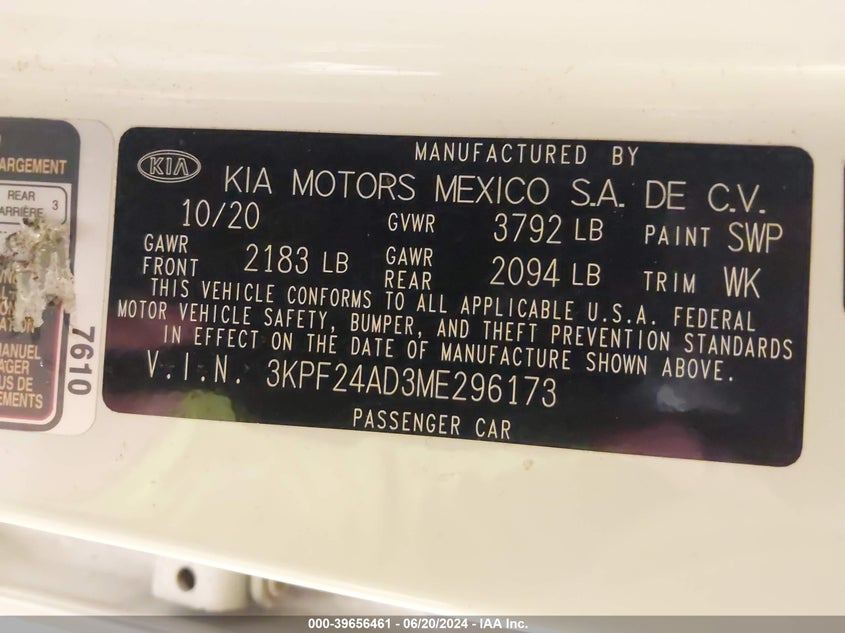 ARGEMENT
REAR
ARRIÈRE 3
MANUEL
AGER
US DE
EMENTS
7610
KIA
MANUFACTURED BY
KIA MOTORS MEXICO S.A. DE C.V.
10/20 GVWR 3792 LB PAINT SWP
GAWR FRONT 2183 LB GAWR REAR 2094 LB TRIM WK
THIS VEHICLE CONFORMS TO ALL APPLICABLE U.S.A. FEDERAL
MOTOR VEHICLE SAFETY, BUMPER, AND THEFT PREVENTION STANDARDS
IN EFFECT ON THE DATE OF MANUFACTURE SHOWN ABOVE.
V.I.N. 3KPF24AD3ME296173
PASSENGER CAR
000-39656461 - 06/20/2024 - IAA Inc.